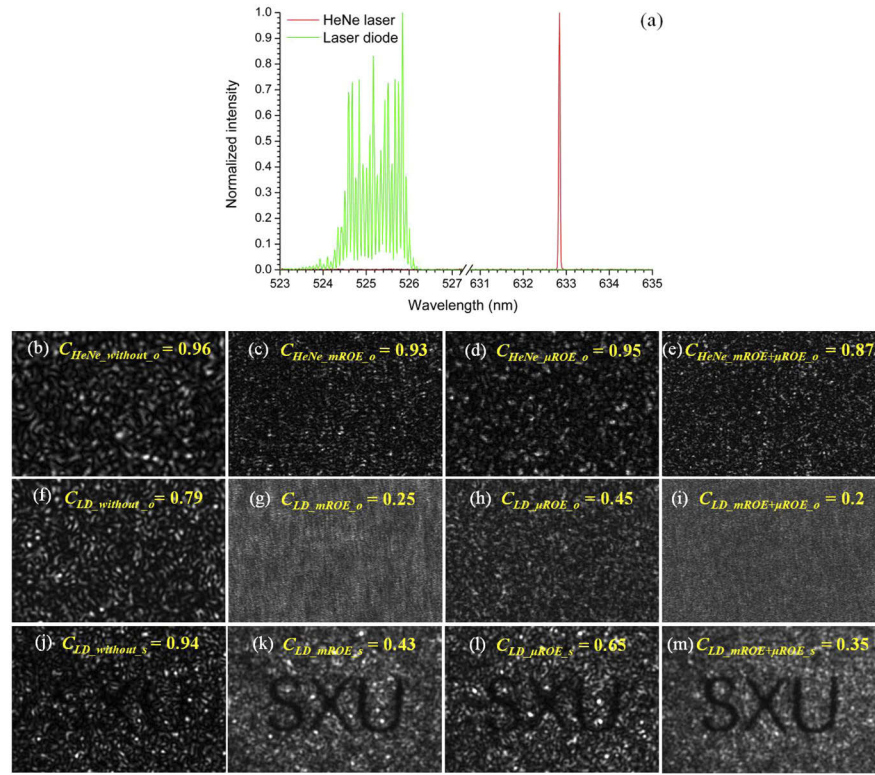 (a)
HeNe laser
Laser diode
Normalized intensity
1.0
0.9
0.8
0.7
0.6
0.5
0.4
0.3
0.2
0.1
0.0
523 524 525 526 527 631 632 633 634 635
Wavelength (nm)
(b) C_HeNe_without_o = 0.96
(c) C_HeNe_mROE_o = 0.93
(d) C_HeNe_μROE_o = 0.95
(e) C_HeNe_mROE+μROE_o = 0.87
(f) C_LD_without_o = 0.79
(g) C_LD_mROE_o = 0.25
(h) C_LD_μROE_o = 0.45
(i) C_LD_mROE+μROE_o = 0.2
(j) C_LD_without_s = 0.94
(k) C_LD_mROE_s = 0.43
(l) C_LD_μROE_s = 0.65
(m) C_LD_mROE+μROE_s = 0.35
SXU
SXU
SXU